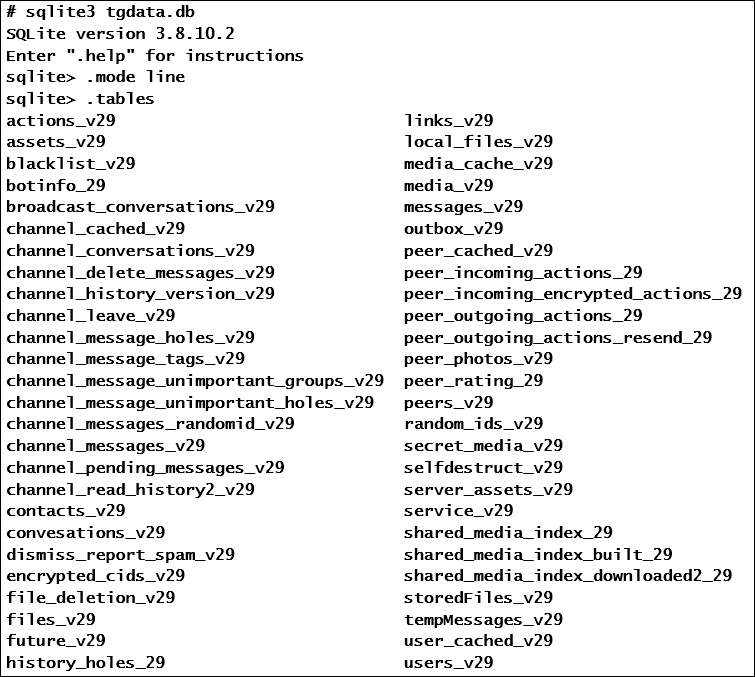 # sqlite3 tgdata.db
SQLite version 3.8.10.2
Enter ".help" for instructions
sqlite> .mode line
sqlite> .tables
actions_v29 links_v29
assets_v29 local_files_v29
blacklist_v29 media_cache_v29
botinfo_29 media_v29
broadcast_conversations_v29 messages_v29
channel_cached_v29 outbox_v29
channel_conversations_v29 peer_cached_v29
channel_delete_messages_v29 peer_incoming_actions_29
channel_history_version_v29 peer_incoming_encrypted_actions_29
channel_leave_v29 peer_outgoing_actions_29
channel_message_holes_v29 peer_outgoing_actions_resend_29
channel_message_tags_v29 peer_photos_v29
channel_message_unimportant_groups_v29 peer_rating_29
channel_message_unimportant_holes_v29 peers_v29
channel_messages_randomid_v29 random_ids_v29
channel_messages_v29 secret_media_v29
channel_pending_messages_v29 selfdestruct_v29
channel_read_history2_v29 server_assets_v29
contacts_v29 service_v29
convesations_v29 shared_media_index_29
dismiss_report_spam_v29 shared_media_index_built_29
encrypted_cids_v29 shared_media_index_downloaded2_29
file_deletion_v29 storedFiles_v29
files_v29 tempMessages_v29
future_v29 user_cached_v29
history_holes_29 users_v29